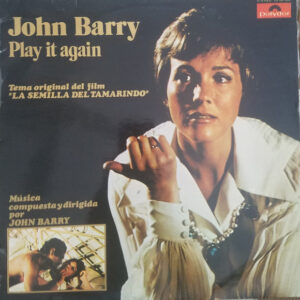 John Barry
Play it again
Tema original del film
"LA SEMILLA DEL TAMARINDO"
Polydor
Música
compuesta y dirigida
por
JOHN BARRY